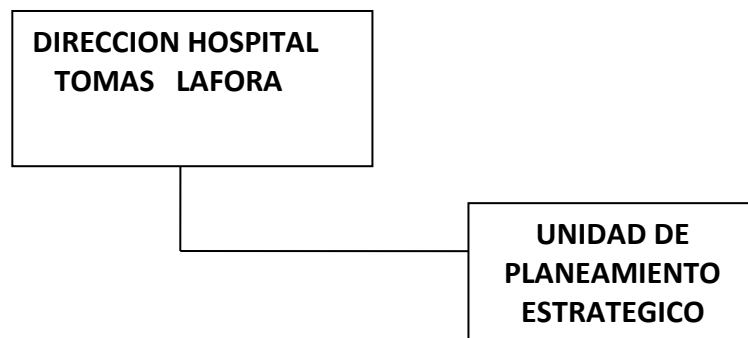 DIRECCION HOSPITAL
TOMAS LAFORA
UNIDAD DE
PLANEAMIENTO
ESTRATEGICO